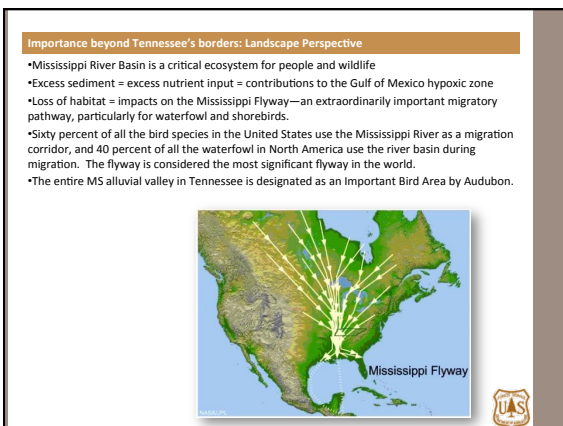 Importance beyond Tennessee's borders: Landscape Perspective
•Mississippi River Basin is a critical ecosystem for people and wildlife
•Excess sediment = excess nutrient input = contributions to the Gulf of Mexico hypoxic zone
•Loss of habitat = impacts on the Mississippi Flyway—an extraordinarily important migratory
pathway, particularly for waterfowl and shorebirds.
•Sixty percent of all the bird species in the United States use the Mississippi River as a migration
corridor, and 40 percent of all the waterfowl in North America use the river basin during
migration. The flyway is considered the most significant flyway in the world.
•The entire MS alluvial valley in Tennessee is designated as an Important Bird Area by Audubon.
Mississippi Flyway
NASA/JPL
FOREST SERVICE
U S